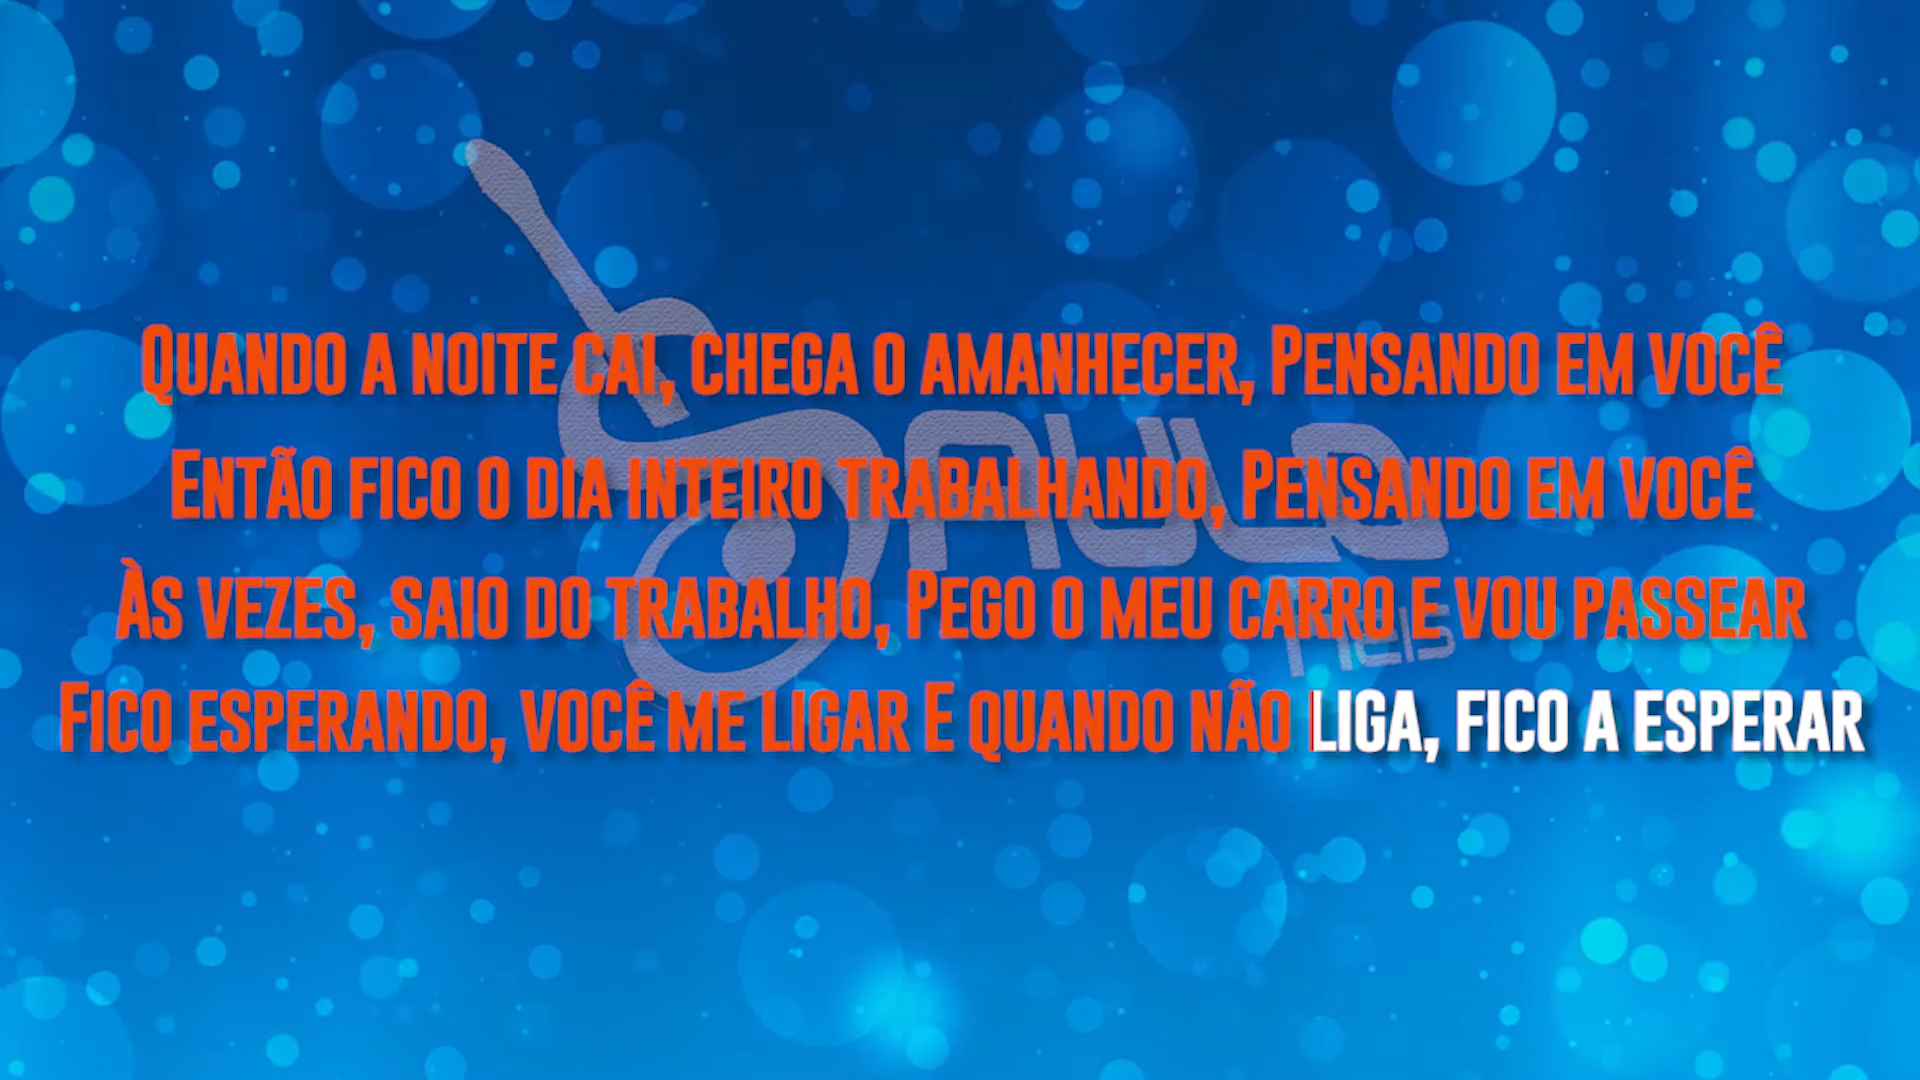 QUANDO A NOITE CAI, CHEGA O AMANHECER, PENSANDO EM VOCÊ
ENTÃO FICO O DIA INTEIRO TRABALHANDO, PENSANDO EM VOCÊ
ÀS VEZES, SAIO DO TRABALHO, PEGO O MEU CARRO E VOU PASSEAR
FICO ESPERANDO, VOCÊ ME LIGAR E QUANDO NÃO LIGA, FICO A ESPERAR
SAULO